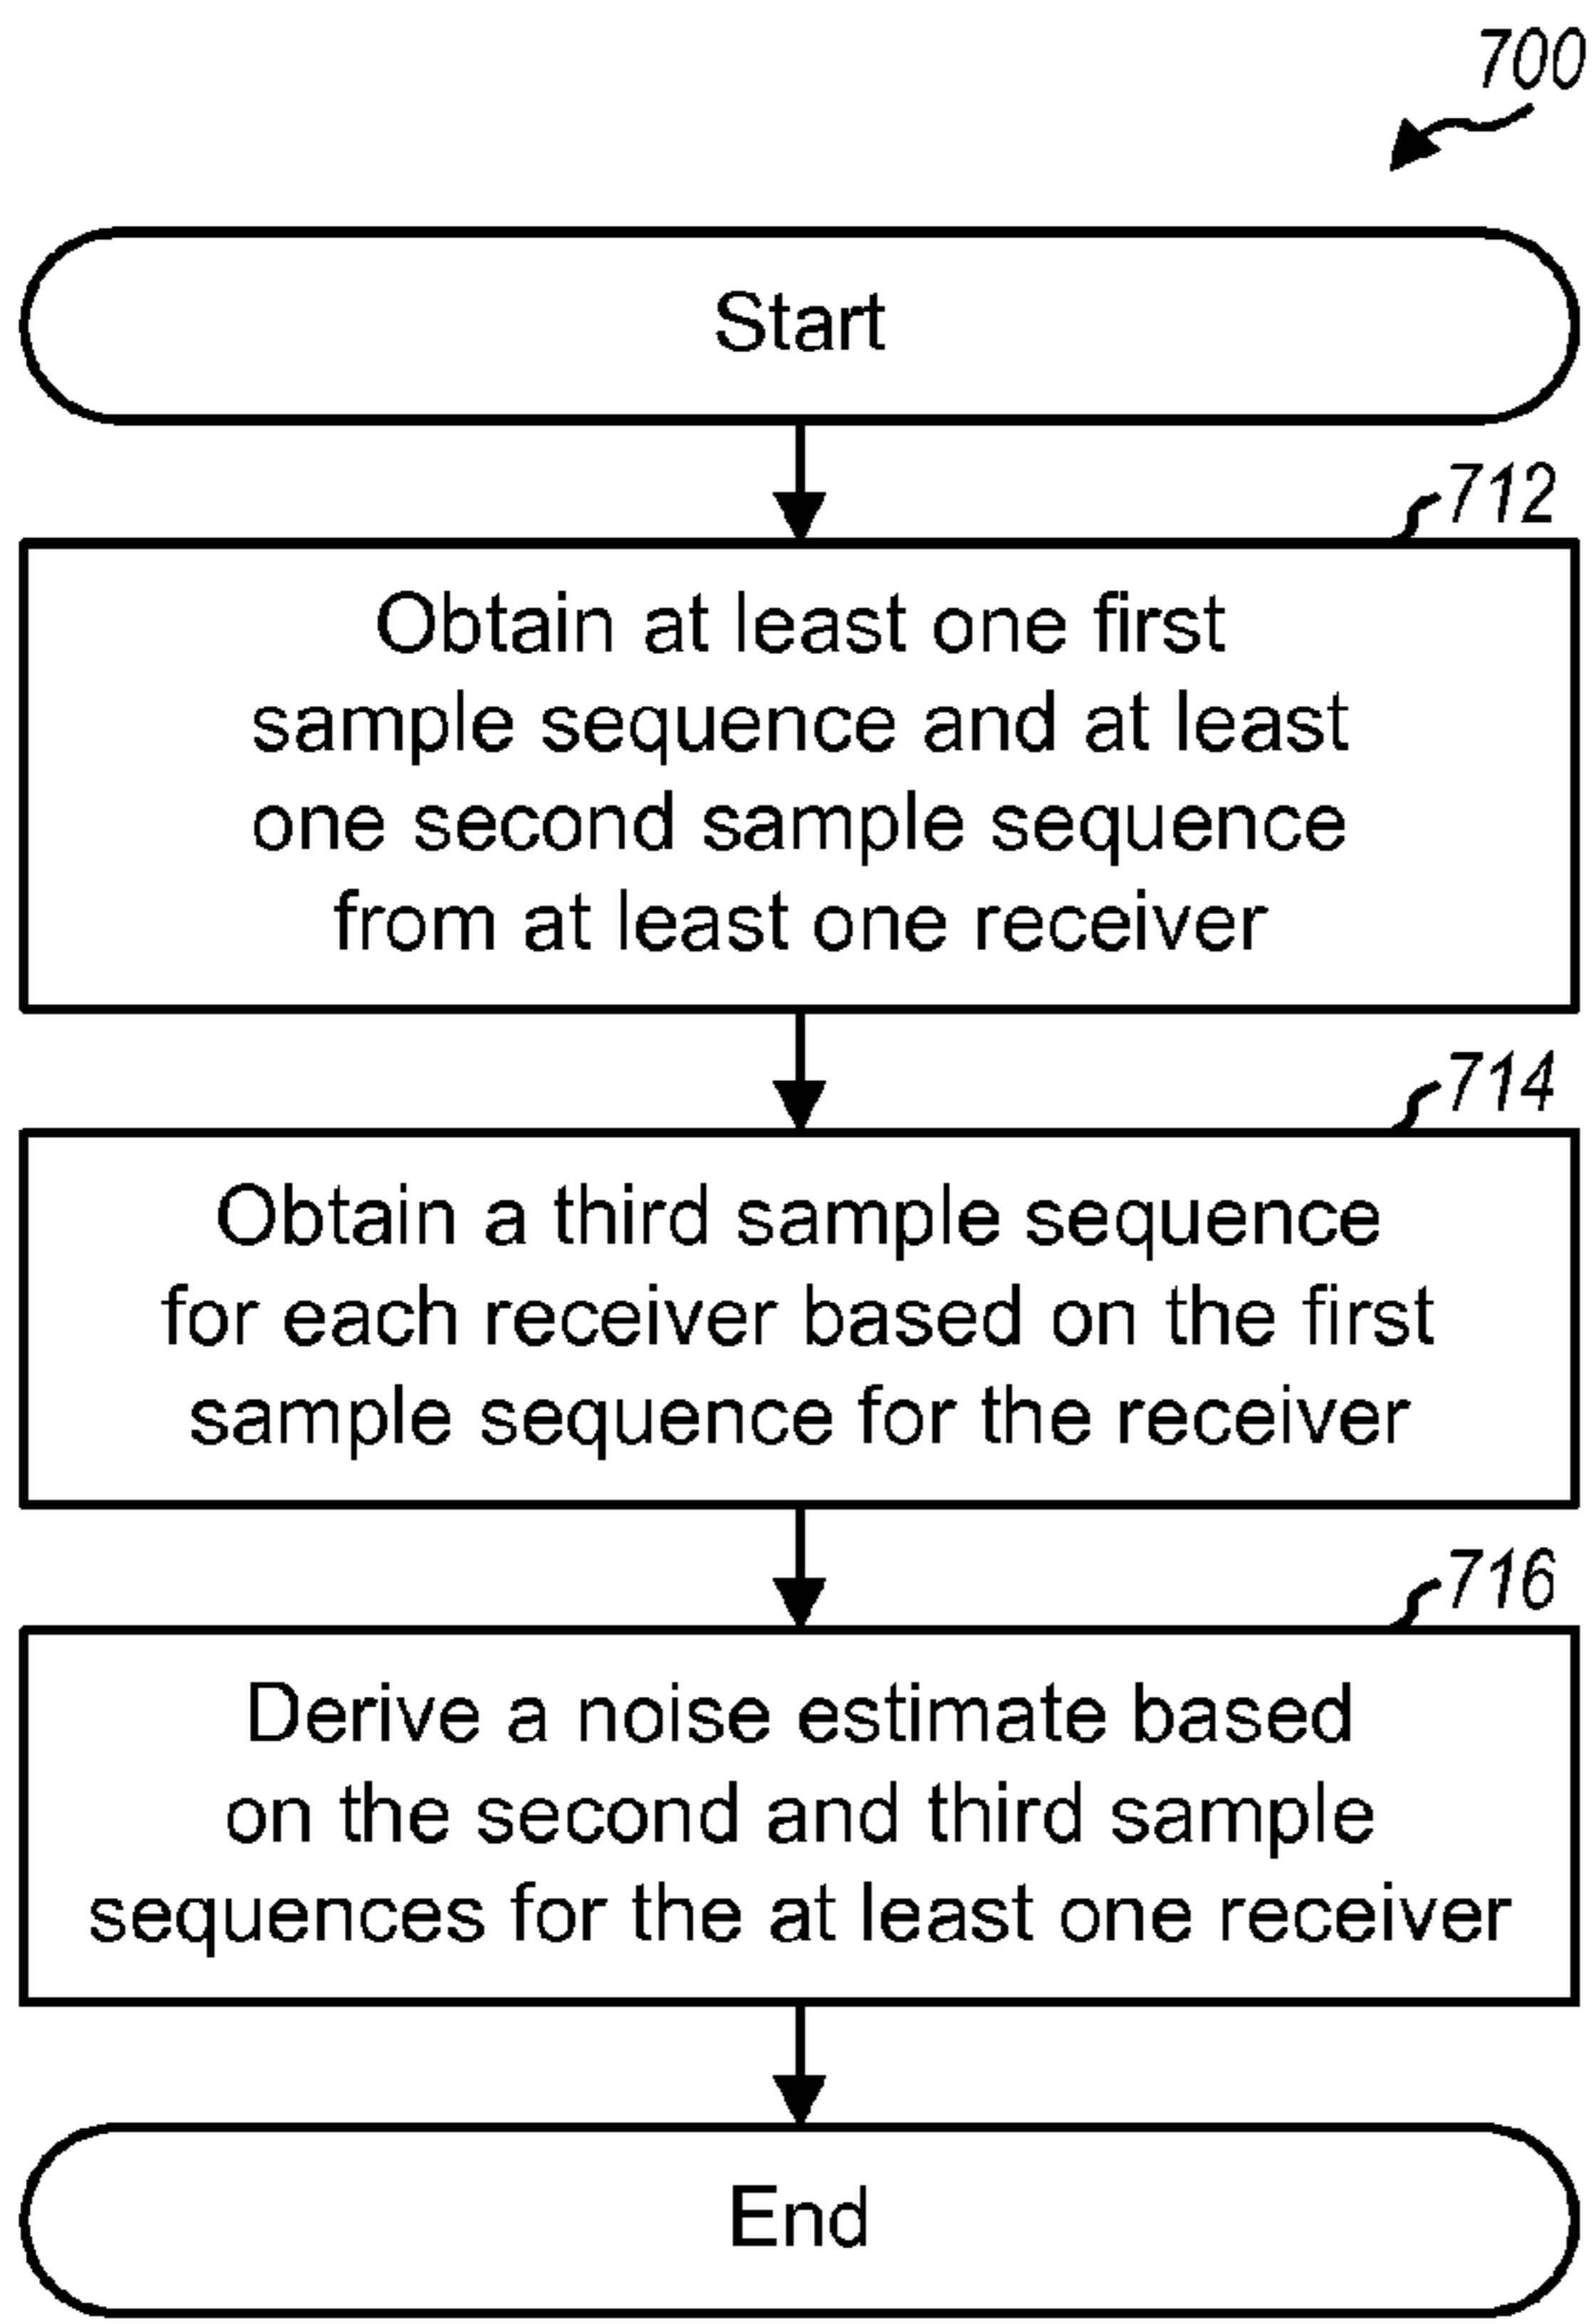 700
Start
712
Obtain at least one first
sample sequence and at least
one second sample sequence
from at least one receiver
714
Obtain a third sample sequence
for each receiver based on the first
sample sequence for the receiver
716
Derive a noise estimate based
on the second and third sample
sequences for the at least one receiver
End